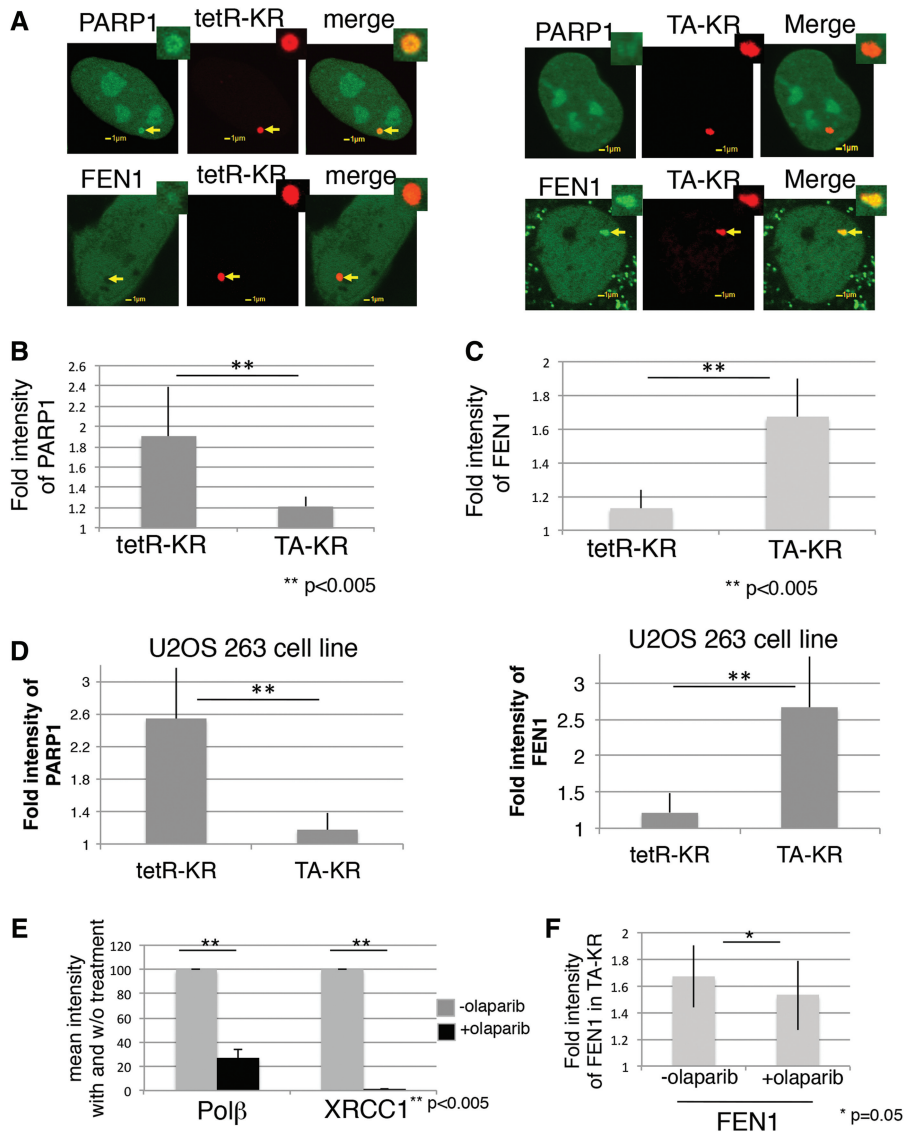 A
PARP1 tetR-KR merge
1μm 1μm 1μm
FEN1 tetR-KR merge
1μm 1μm 1μm
PARP1 TA-KR Merge
1μm 1μm 1μm
FEN1 TA-KR Merge
1μm 1μm 1μm
B
Fold intensity
of PARP1
2.6
2.4
2.2
2
1.8
1.6
1.4
1.2
1
**
tetR-KR TA-KR
** p<0.005
C
Fold intensity
of FEN1
2
1.8
1.6
1.4
1.2
1
**
tetR-KR TA-KR
** p<0.005
D
U2OS 263 cell line
Fold intensity of
PARP1
3
2.6
2.2
1.8
1.4
1
**
tetR-KR TA-KR
U2OS 263 cell line
Fold intensity of
FEN1
3
2.5
2
1.5
1
**
tetR-KR TA-KR
E
mean intensity
with and w/o treatment
120
100
80
60
40
20
0
** **
Polβ XRCC1
-olaparib
+olaparib
** p<0.005
F
Fold intensity
of FEN1 in TA-KR
2
1.8
1.6
1.4
1.2
1
*
-olaparib +olaparib
FEN1
* p=0.05